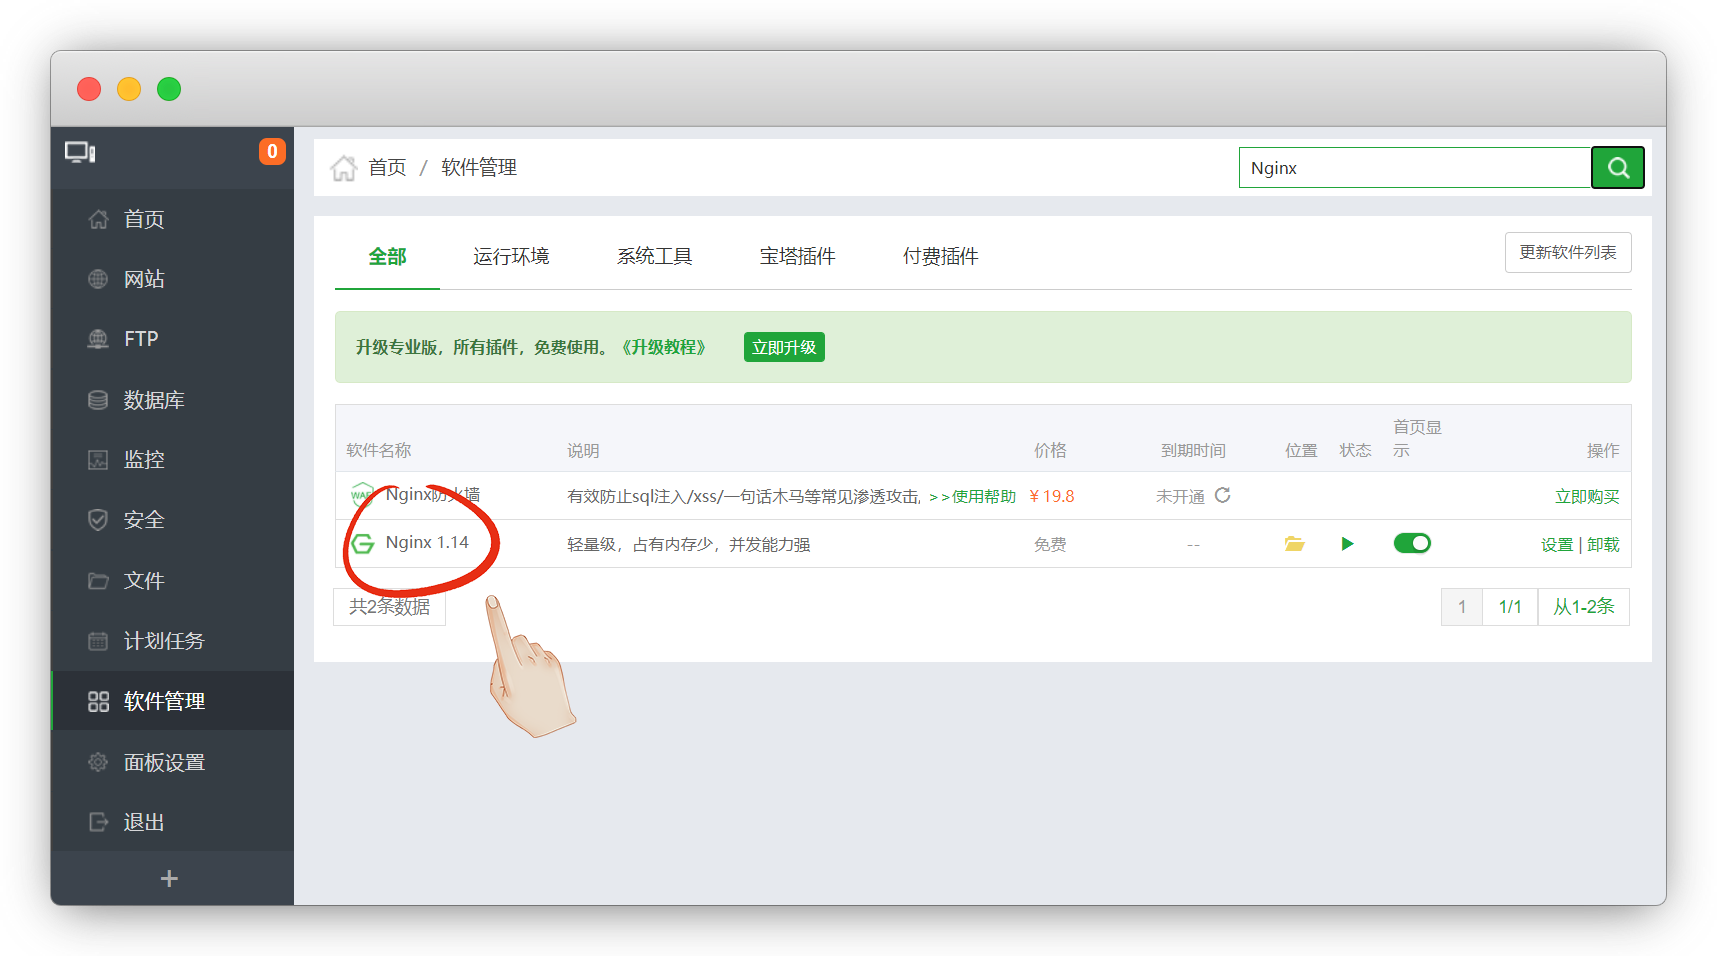 0
首页 / 软件管理
Nginx
首页
网站
FTP
数据库
监控
安全
文件
计划任务
软件管理
面板设置
退出
+
全部 运行环境 系统工具 宝塔插件 付费插件
更新软件列表
升级专业版，所有插件，免费使用。《升级教程》 立即升级
软件名称 说明 价格 到期时间 位置 状态 首页显示 操作
WAF Nginx防火墙 有效防止sql注入/xss/一句话木马等常见渗透攻击, >>使用帮助 ¥19.8 未开通 立即购买
Nginx 1.14 轻量级，占有内存少，并发能力强 免费 -- 设置 | 卸载
共2条数据
1 1/1 从1-2条